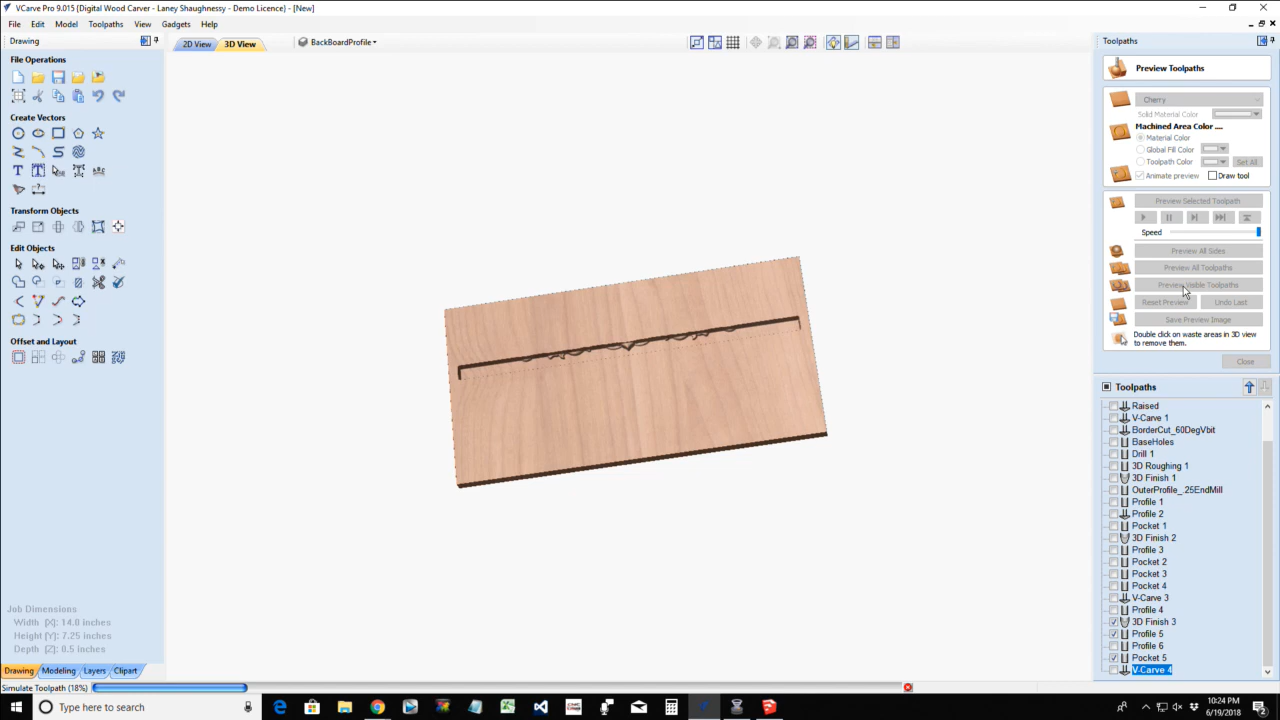 VCarve Pro 9.015 [Digital Wood Carver - Laney Shaughnessy - Demo Licence] - [New]
File Edit Model Toolpaths View Gadgets Help
Drawing
2D View 3D View BackBoardProfile
Toolpaths
File Operations
Create Vectors
Transform Objects
Edit Objects
Offset and Layout
Job Dimensions
Width (X): 14.0 inches
Height (Y): 7.25 inches
Depth (Z): 0.5 inches
Drawing Modeling Layers Clipart
Simulate Toolpath (18%)
Preview Toolpaths
Cherry
Solid Material Color
Machined Area Color ....
Material Color
Global Fill Color
Toolpath Color Set All
Animate preview Draw tool
Preview Selected Toolpath
Speed
Preview All Sides
Preview All Toolpaths
Preview Visible Toolpaths
Reset Preview Undo Last
Save Preview Image
Double click on waste areas in 3D view
to remove them.
Close
Toolpaths
Raised
V-Carve 1
BorderCut_60DegVbit
BaseHoles
Drill 1
3D Roughing 1
3D Finish 1
OuterProfile_.25EndMill
Profile 1
Profile 2
Pocket 1
3D Finish 2
Profile 3
Pocket 2
Pocket 3
Pocket 4
V-Carve 3
Profile 4
3D Finish 3
Profile 5
Profile 6
Pocket 5
V-Carve 4
Type here to search
10:24 PM
6/19/2018